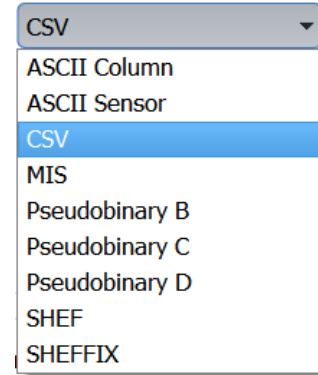 CSV
ASCII Column
ASCII Sensor
CSV
MIS
Pseudobinary B
Pseudobinary C
Pseudobinary D
SHEF
SHEFFIX